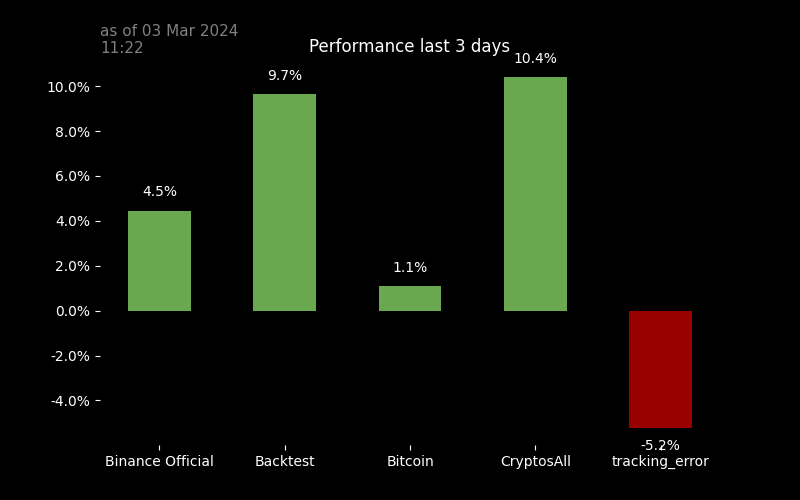 as of 03 Mar 2024
11:22
Performance last 3 days
10.4%
9.7%
10.0%
8.0%
6.0%
4.5%
4.0%
2.0%
1.1%
0.0%
-2.0%
-4.0%
-5.2%
Binance Official
Backtest
Bitcoin
CryptosAll
tracking_error